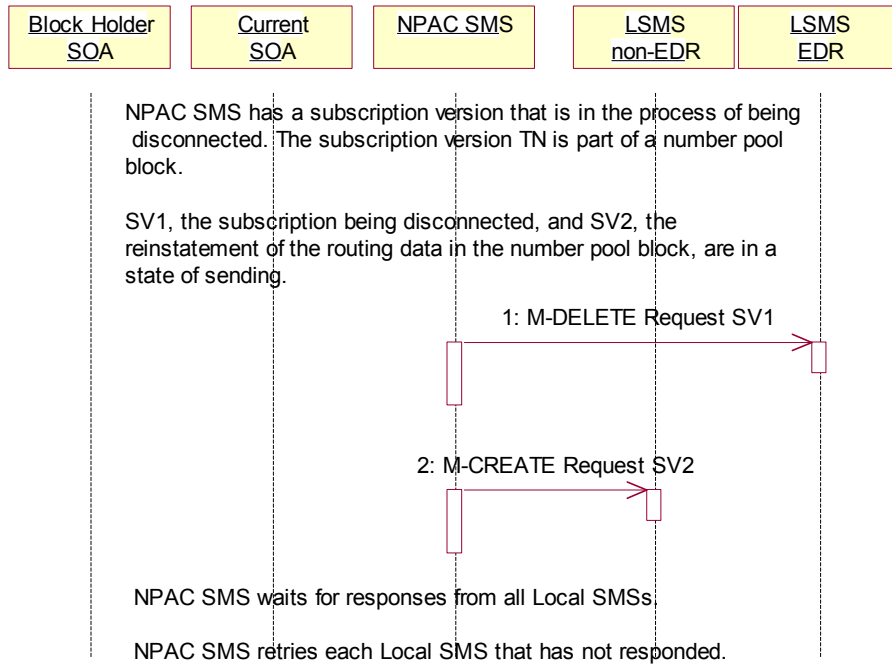 Block Holder
SOA
Current
SOA
NPAC SMS
LSMS
non-EDR
LSMS
EDR
NPAC SMS has a subscription version that is in the process of being
disconnected. The subscription version TN is part of a number pool
block.
SV1, the subscription being disconnected, and SV2, the
reinstatement of the routing data in the number pool block, are in a
state of sending.
1: M-DELETE Request SV1
2: M-CREATE Request SV2
NPAC SMS waits for responses from all Local SMSs.
NPAC SMS retries each Local SMS that has not responded.